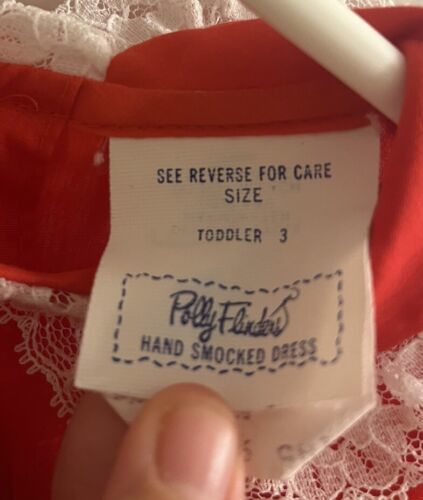 SEE REVERSE FOR CARE
SIZE
TODDLER 3
Polly Flinders
HAND SMOCKED DRESS